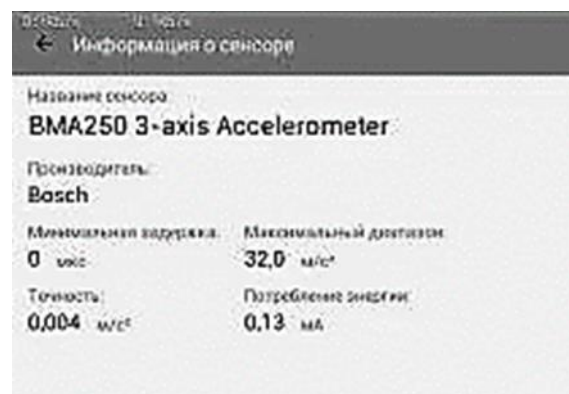 ← Информация о сенсоре
Название сенсора:
BMA250 3-axis Accelerometer
Производитель:
Bosch
Минимальная задержка: Максимальный диапазон:
0 мкс 32,0 м/с²
Точность: Потребление энергии:
0,004 м/с² 0,13 мА